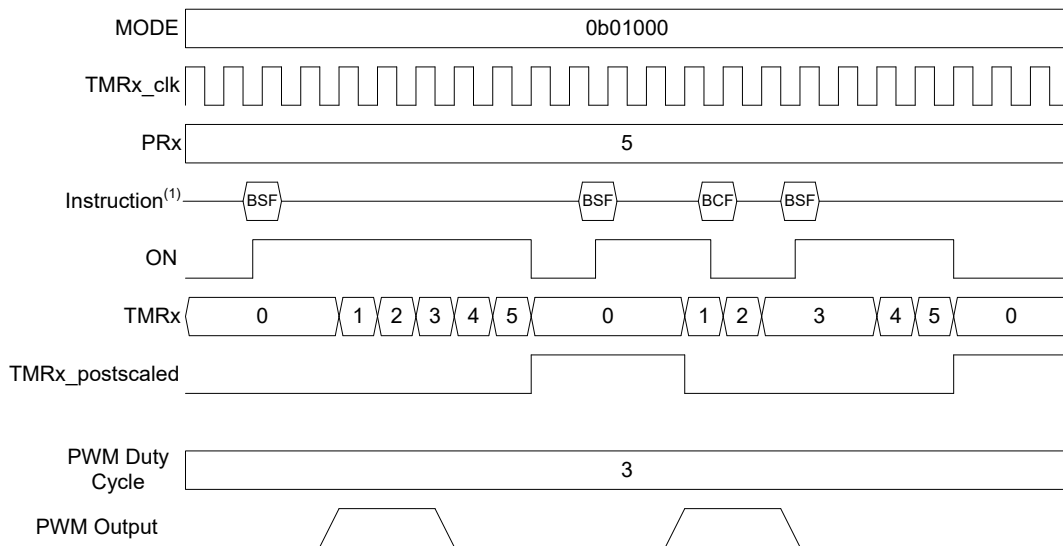 MODE 0b01000
TMRx_clk
PRx 5
Instruction(1) BSF BSF BCF BSF
ON
TMRx 0 1 2 3 4 5 0 1 2 3 4 5 0
TMRx_postscaled
PWM Duty
Cycle 3
PWM Output